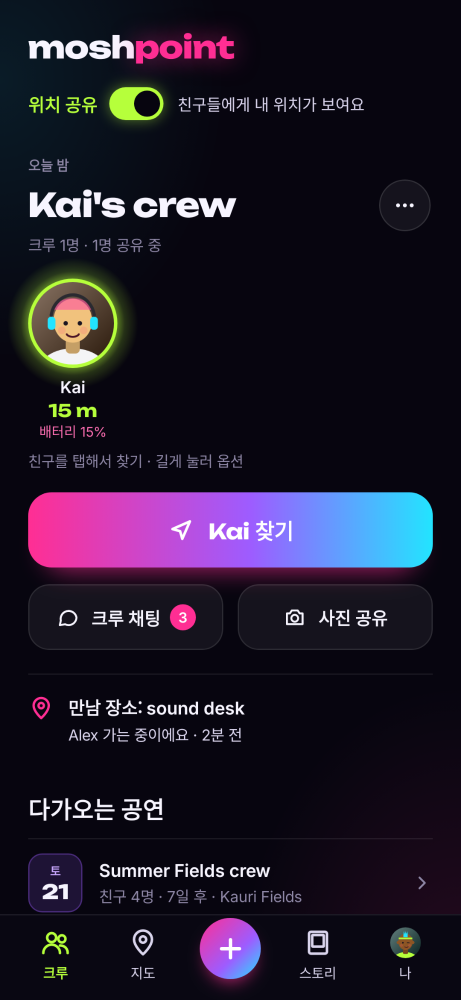 moshpoint
위치 공유
친구들에게 내 위치가 보여요
오늘 밤
Kai's crew
크루 1명 · 1명 공유 중
Kai
15 m
배터리 15%
친구를 탭해서 찾기 · 길게 눌러 옵션
Kai 찾기
크루 채팅 3
사진 공유
만남 장소: sound desk
Alex 가는 중이에요 · 2분 전
다가오는 공연
토
21
Summer Fields crew
친구 4명 · 7일 후 · Kauri Fields
크루
지도
스토리
나